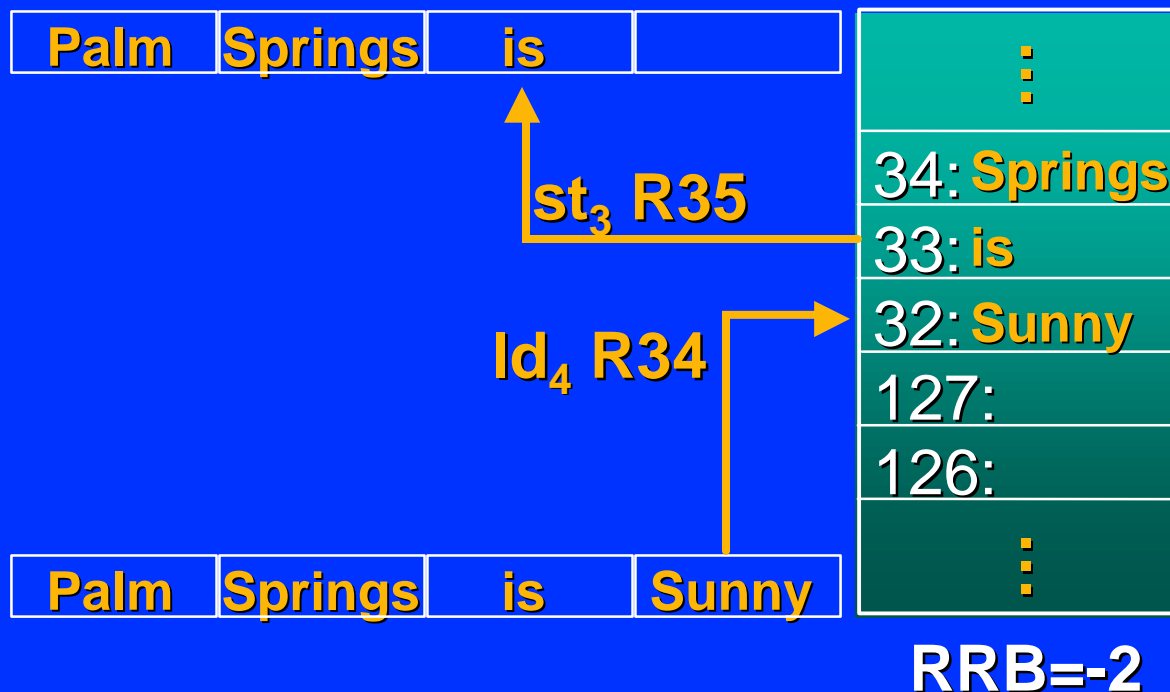 Palm Springs is
st3 R35
34: Springs
33: is
32: Sunny
ld4 R34
127:
126:
Palm Springs is Sunny
RRB=-2